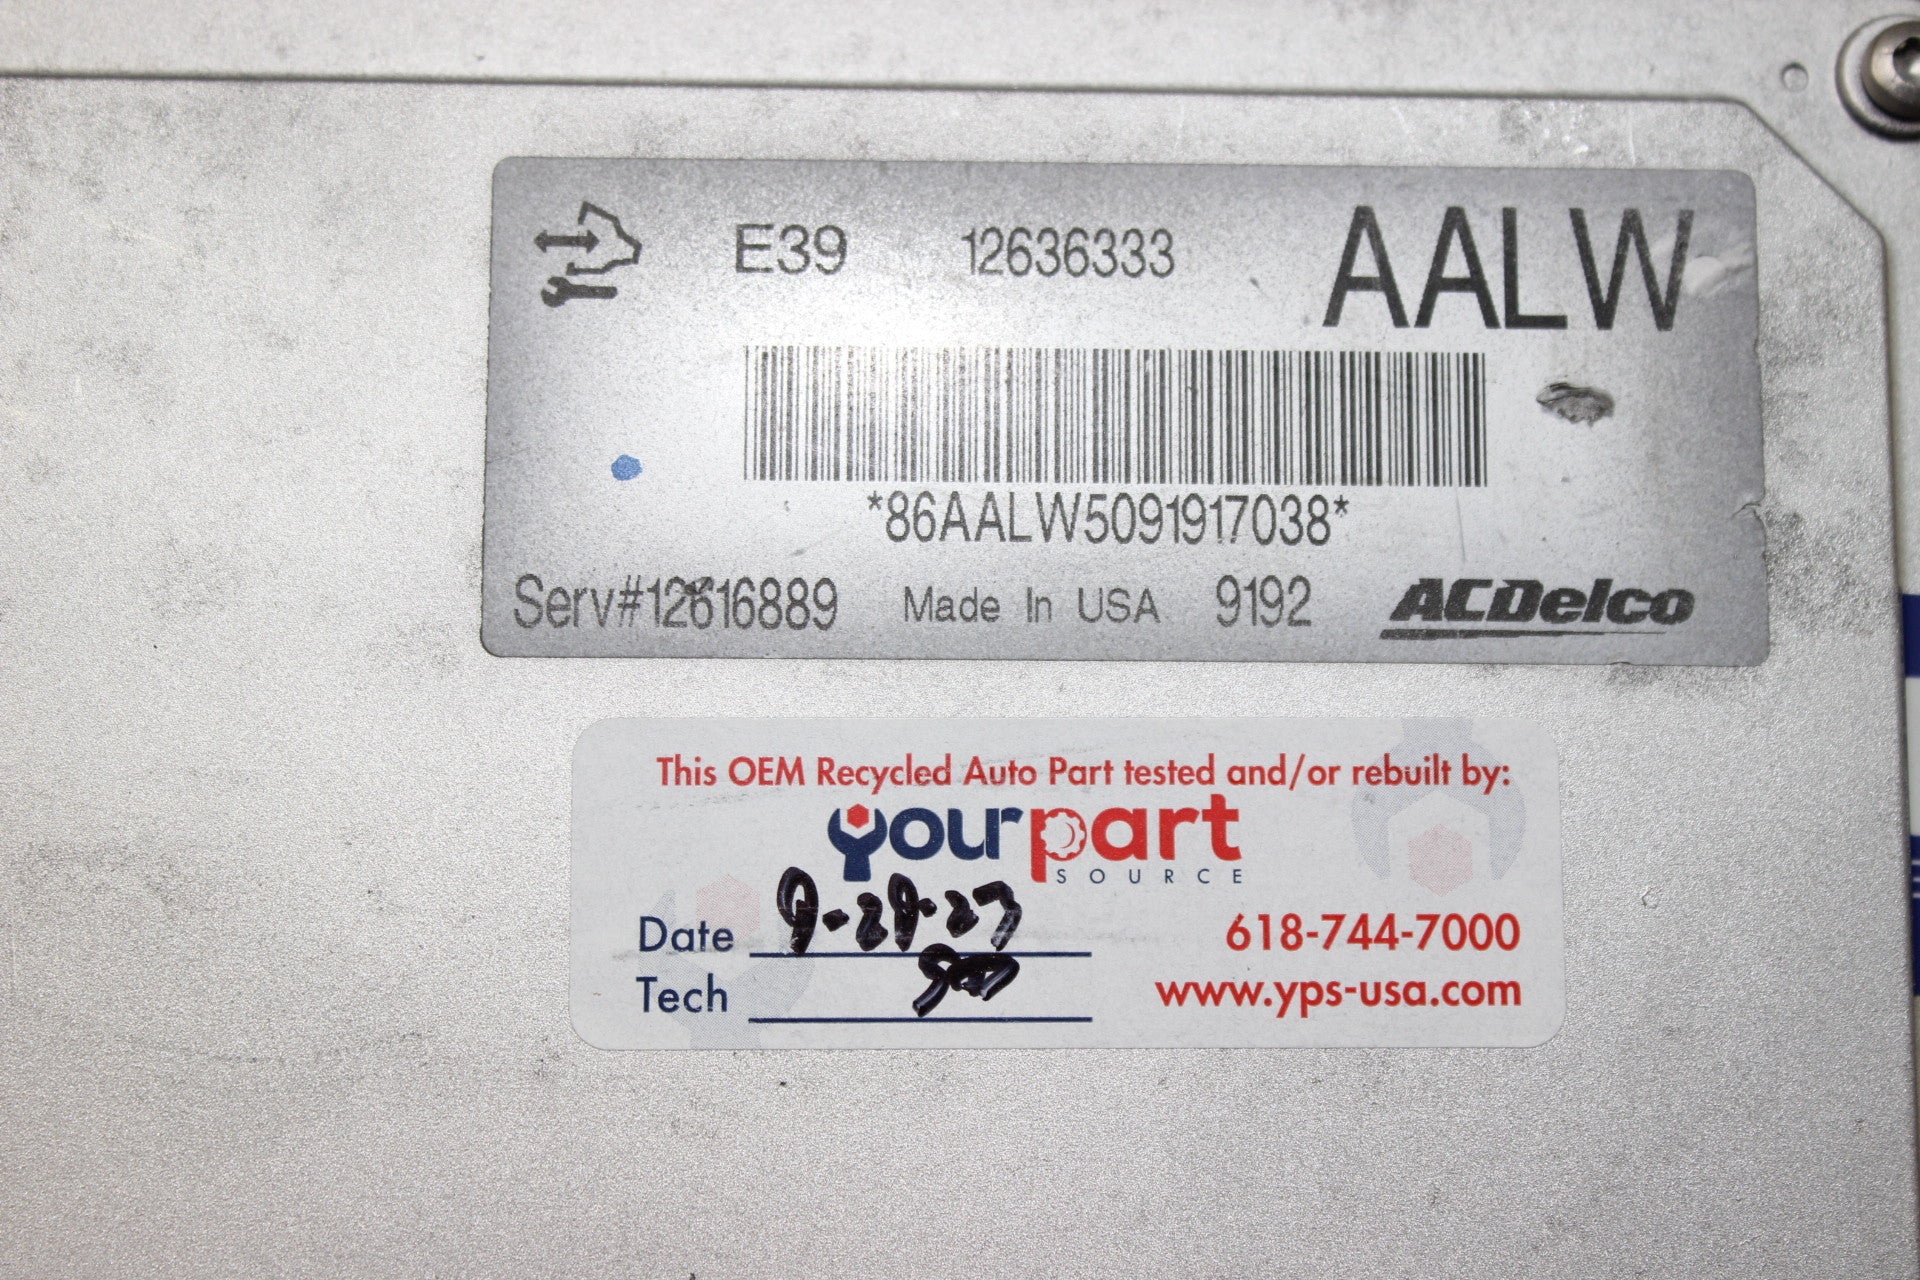 E39 12636333 AALW
*86AALW5091917038*
Serv#12616889 Made In USA 9192 ACDelco
This OEM Recycled Auto Part tested and/or rebuilt by:
yourpart
SOURCE
Date 9-29-23 618-744-7000
Tech www.yps-usa.com